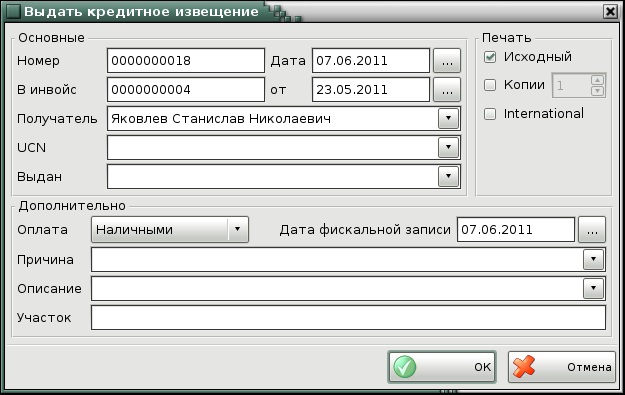 Выдать кредитное извещение
Основные
Номер 0000000018 Дата 07.06.2011 ...
В инвойс 0000000004 от 23.05.2011 ...
Получатель Яковлев Станислав Николаевич
UCN
Выдан
Печать
Исходный
Копии 1
International
Дополнительно
Оплата Наличными Дата фискальной записи 07.06.2011 ...
Причина
Описание
Участок
OK Отмена